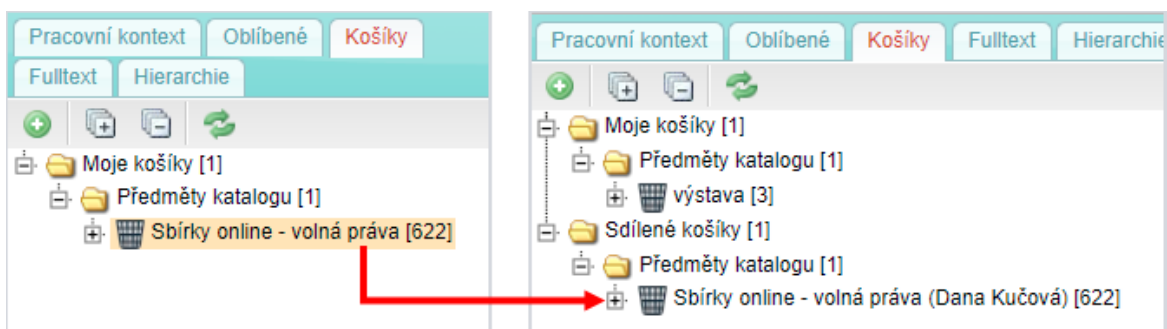 Pracovní kontext Oblíbené Košíky
Fulltext Hierarchie
Moje košíky [1]
Předměty katalogu [1]
Sbírky online - volná práva [622]
Pracovní kontext Oblíbené Košíky Fulltext Hierarchie
Moje košíky [1]
Předměty katalogu [1]
výstava [3]
Sdílené košíky [1]
Předměty katalogu [1]
Sbírky online - volná práva (Dana Kučová) [622]